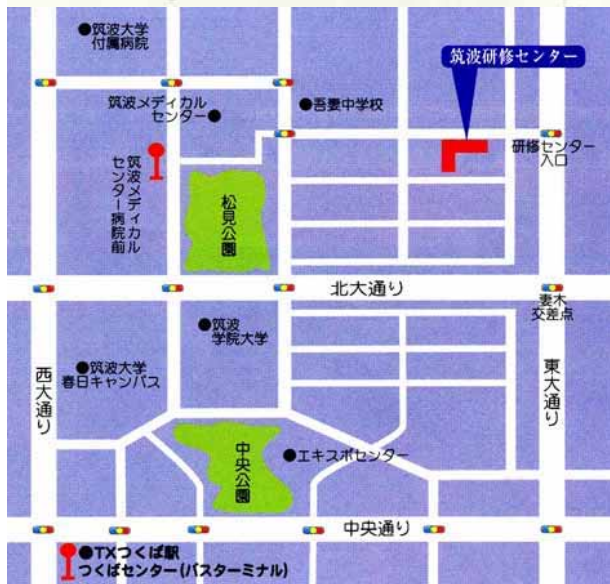 ●筑波大学
付属病院
筑波研修センター
筑波メディカル
センター●
●吾妻中学校
研修センター
入口
筑波メディカル
センター病院前
松見公園
北大通り
妻木
交差点
●筑波
学院大学
●筑波大学
春日キャンパス
西大通り
東大通り
中央公園
●エキスポセンター
中央通り
●TXつくば駅
つくばセンター(バスターミナル)